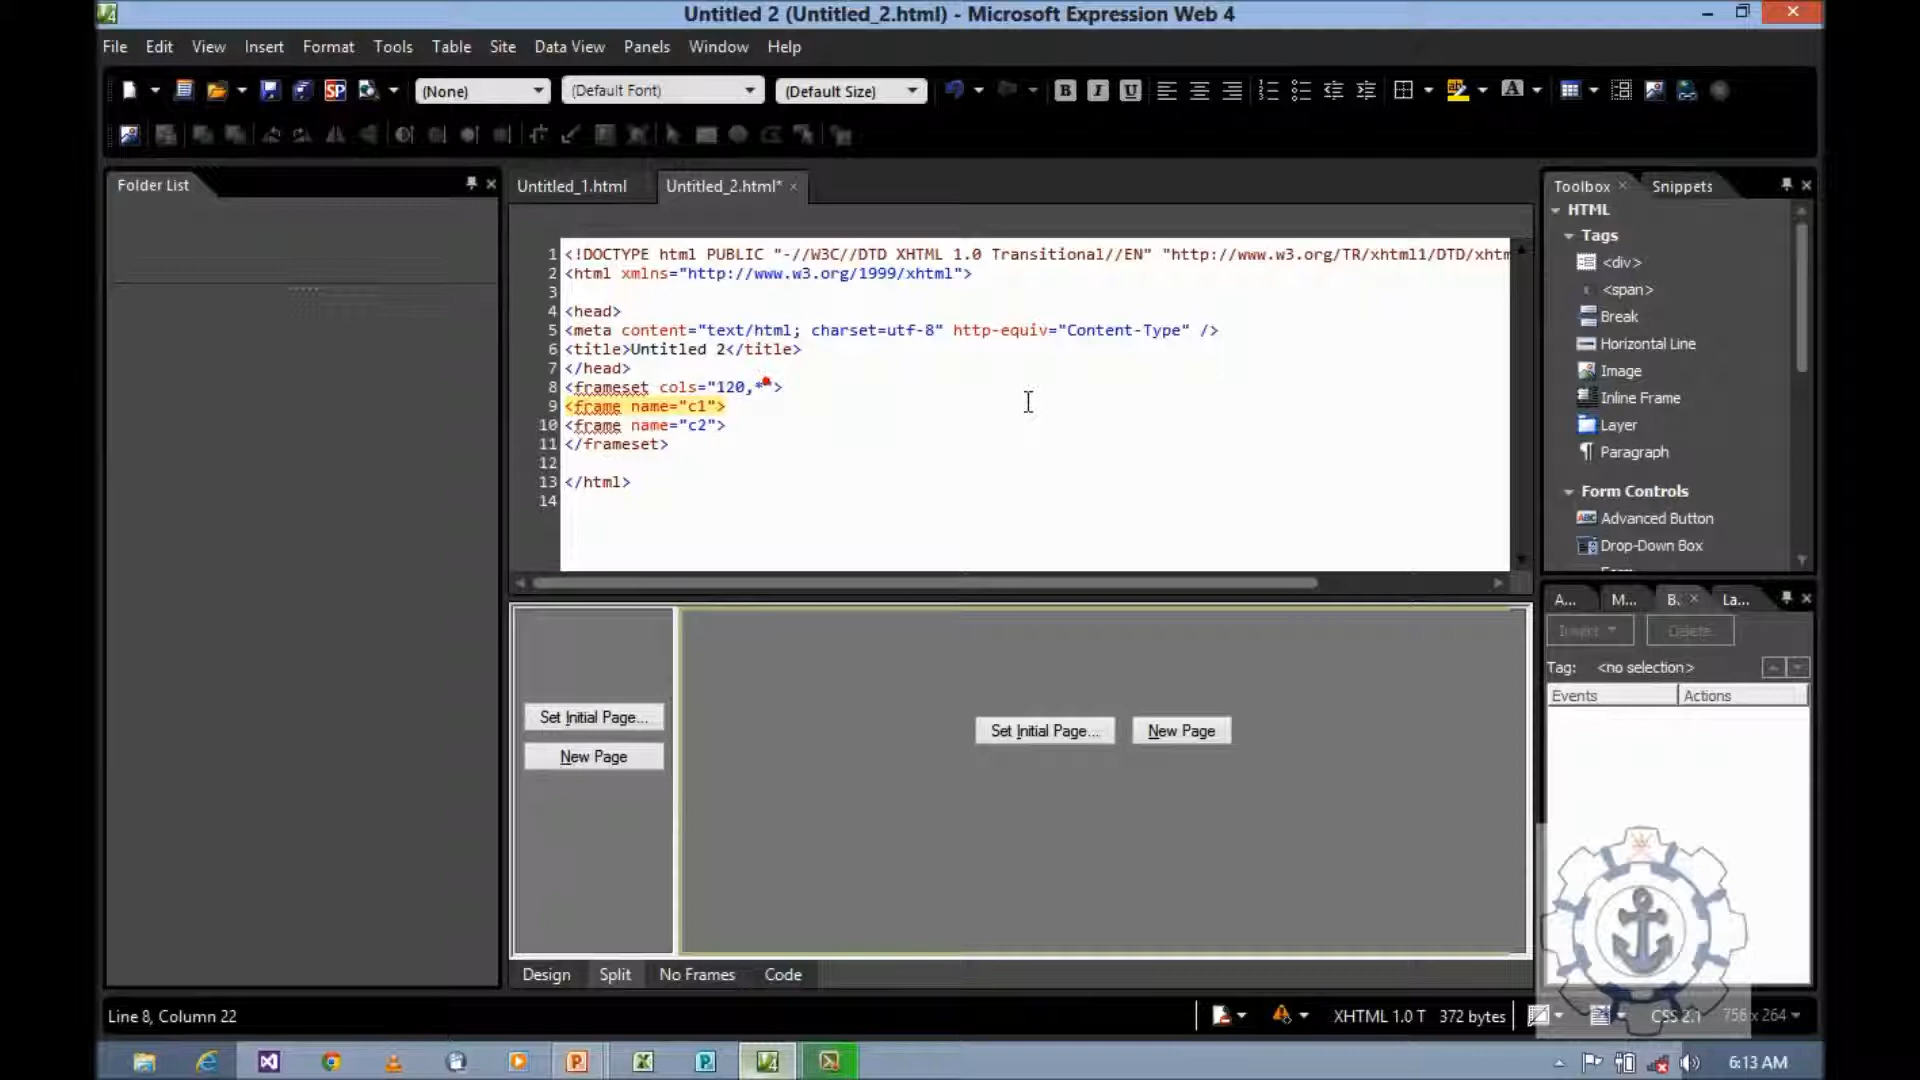 Untitled 2 (Untitled_2.html) - Microsoft Expression Web 4
File Edit View Insert Format Tools Table Site Data View Panels Window Help
(None) (Default Font) (Default Size)
Folder List
Untitled_1.html Untitled_2.html*
1 <!DOCTYPE html PUBLIC "-//W3C//DTD XHTML 1.0 Transitional//EN" "http://www.w3.org/TR/xhtml1/DTD/xhtm
2 <html xmlns="http://www.w3.org/1999/xhtml">
3
4 <head>
5 <meta content="text/html; charset=utf-8" http-equiv="Content-Type" />
6 <title>Untitled 2</title>
7 </head>
8 <frameset cols="120,*">
9 <frame name="c1">
10 <frame name="c2">
11 </frameset>
12
13 </html>
14
Set Initial Page...
New Page
Set Initial Page... New Page
Design Split No Frames Code
Toolbox Snippets
HTML
Tags
<div>
<span>
Break
Horizontal Line
Image
Inline Frame
Layer
Paragraph
Form Controls
Advanced Button
Drop-Down Box
A... M... B. La...
Insert Delete
Tag: <no selection>
Events Actions
Line 8, Column 22
XHTML 1.0 T 372 bytes CSS 2.1 756 x 264
6:13 AM